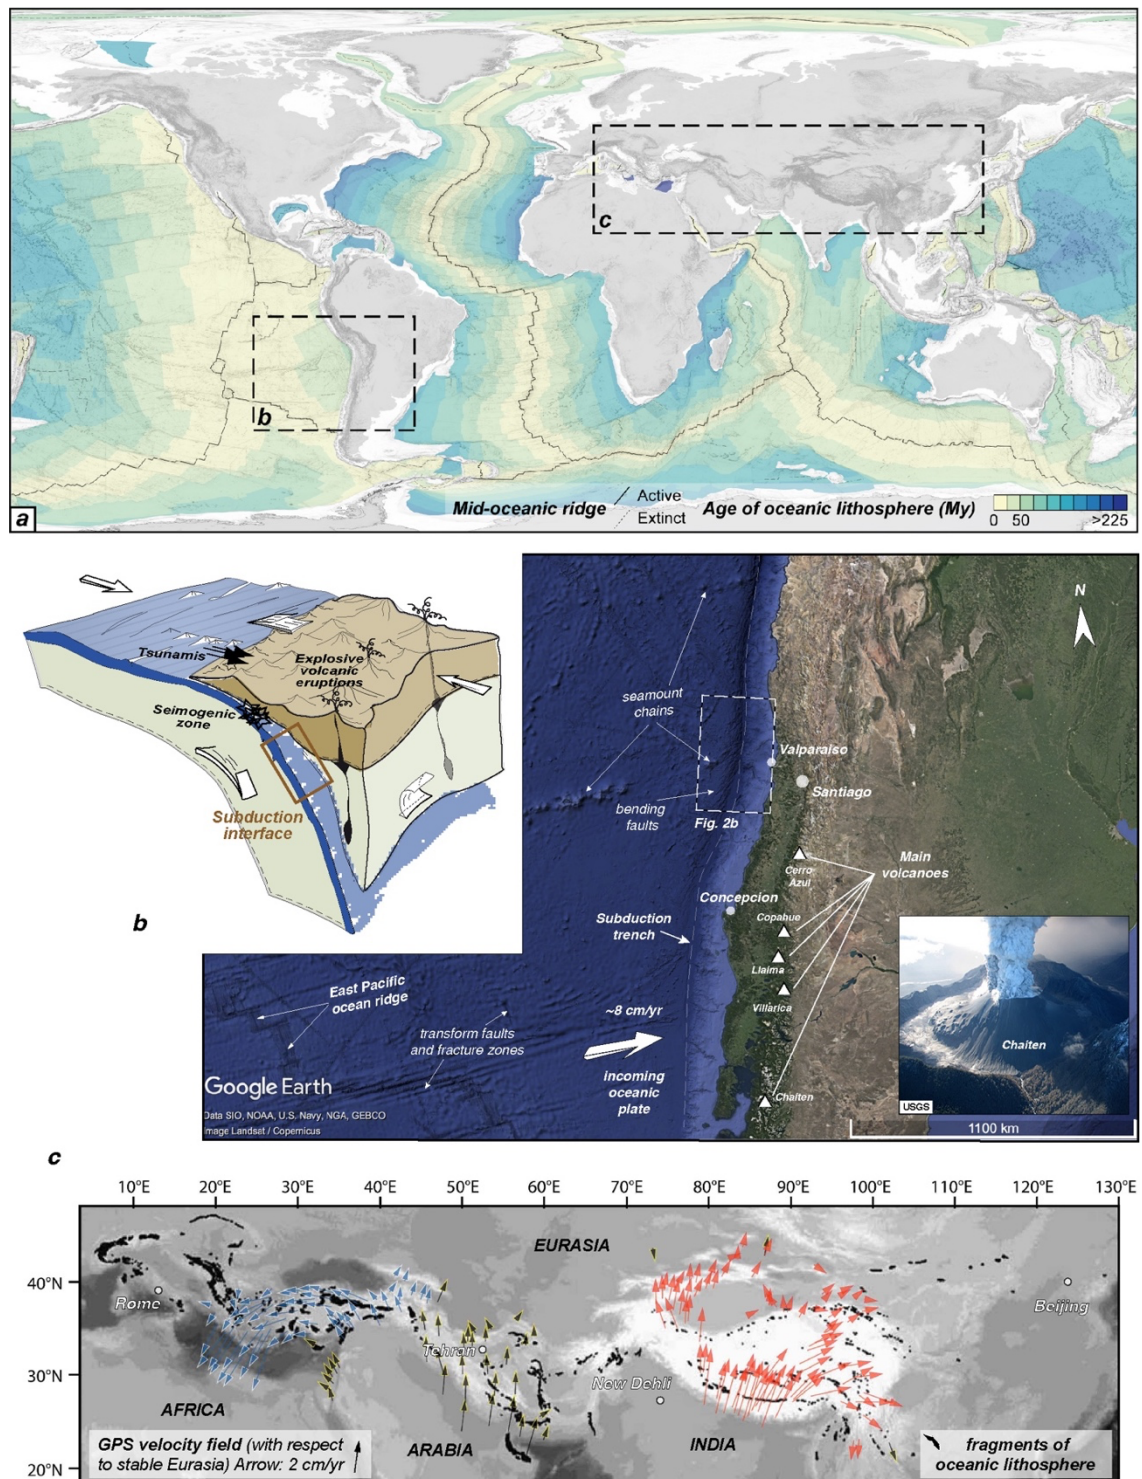 c
b
a
Mid-oceanic ridge
Active
Extinct
Age of oceanic lithosphere (My)
0 50 >225
Tsunamis
Explosive
volcanic
eruptions
Seimogenic
zone
Subduction
interface
b
N
seamount
chains
Valparaiso
Santiago
bending
faults
Fig. 2b
Main
volcanoes
Cerro
Azul
Concepcion
Copahue
Subduction
trench
Llaima
Villarica
East Pacific
ocean ridge
~8 cm/yr
transform faults
and fracture zones
incoming
oceanic
plate
Chaiten
Chaiten
USGS
Google Earth
Data SIO, NOAA, U.S. Navy, NGA, GEBCO
Image Landsat / Copernicus
1100 km
c
10°E 20°E 30°E 40°E 50°E 60°E 70°E 80°E 90°E 100°E 110°E 120°E 130°E
EURASIA
40°N
Rome
Beijing
Tehran
30°N
New Dehli
AFRICA
ARABIA
INDIA
GPS velocity field (with respect
to stable Eurasia) Arrow: 2 cm/yr
fragments of
oceanic lithosphere
20°N